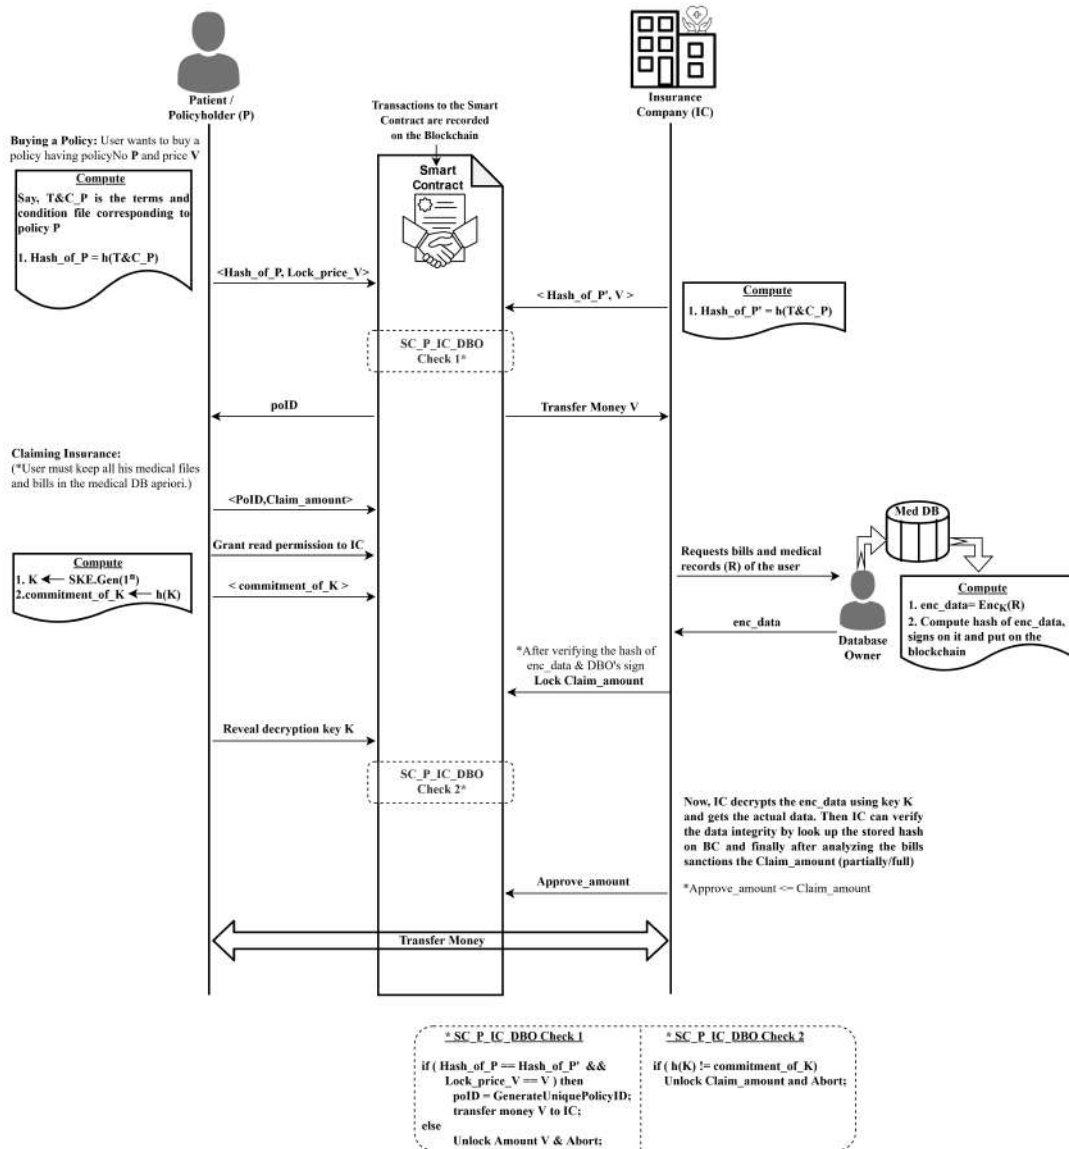 Patient /
Policyholder (P)
Insurance
Company (IC)
Transactions to the Smart
Contract are recorded
on the Blockchain
Buying a Policy: User wants to buy a
policy having policyNo P and price V
Smart
Contract
Compute
Say, T&C_P is the terms and
condition file corresponding to
policy P
1. Hash_of_P = h(T&C_P)
<Hash_of_P, Lock_price_V>
< Hash_of_P', V >
Compute
1. Hash_of_P' = h(T&C_P)
SC_P_IC_DBO
Check 1*
poID
Transfer Money V
Claiming Insurance:
(*User must keep all his medical files
and bills in the medical DB apriori.)
<PoID,Claim_amount>
Med DB
Grant read permission to IC
Requests bills and medical
records (R) of the user
Compute
1. K ← SKE.Gen(1ⁿ)
2.commitment_of_K ← h(K)
< commitment_of_K >
Compute
1. enc_data= Enc_K(R)
2. Compute hash of enc_data,
signs on it and put on the
blockchain
enc_data
Database
Owner
*After verifying the hash of
enc_data & DBO's sign
Lock Claim_amount
Reveal decryption key K
SC_P_IC_DBO
Check 2*
Now, IC decrypts the enc_data using key K
and gets the actual data. Then IC can verify
the data integrity by look up the stored hash
on BC and finally after analyzing the bills
sanctions the Claim_amount (partially/full)
Approve_amount
*Approve_amount <= Claim_amount
Transfer Money
* SC_P_IC_DBO Check 1
if ( Hash_of_P == Hash_of_P' &&
Lock_price_V == V ) then
poID = GenerateUniquePolicyID;
transfer money V to IC;
else
Unlock Amount V & Abort;
* SC_P_IC_DBO Check 2
if ( h(K) != commitment_of_K)
Unlock Claim_amount and Abort;